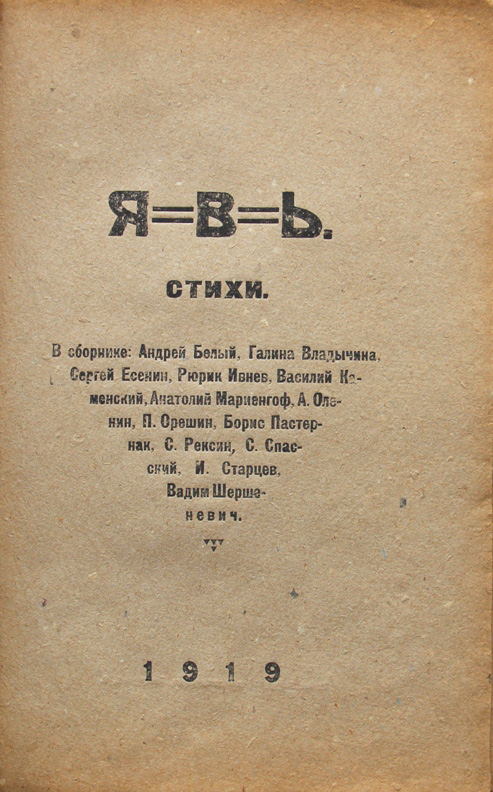 Я=В=Ь.
СТИХИ.
В сборнике: Андрей Белый, Галина Владычина,
Сергей Есенин, Рюрик Ивнев, Василий Ка-
менский, Анатолий Мариенгоф, А. Оле-
нин, П. Орешин, Борис Пастер-
нак, С. Рексин, С. Спас-
ский, И. Старцев,
Вадим Шерше-
невич.
1919